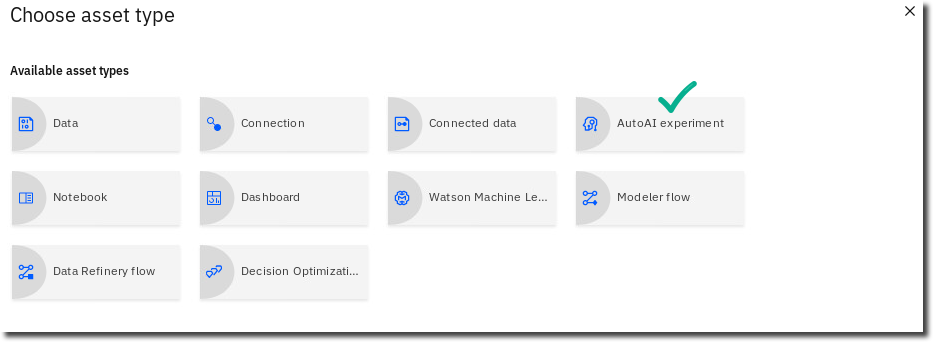 Choose asset type
Available asset types
Data
Connection
Connected data
AutoAI experiment
Notebook
Dashboard
Watson Machine Le...
Modeler flow
Data Refinery flow
Decision Optimizati...